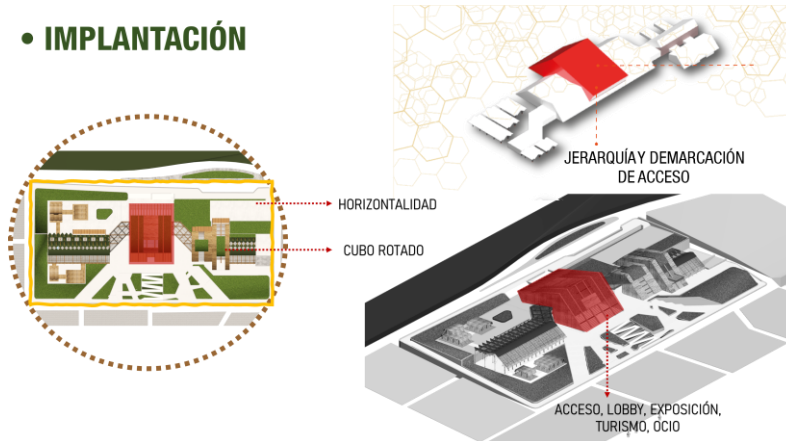 • IMPLANTACIÓN
JERARQUÍA Y DEMARCACIÓN
DE ACCESO
HORIZONTALIDAD
CUBO ROTADO
ACCESO, LOBBY, EXPOSICIÓN,
TURISMO, OCIO